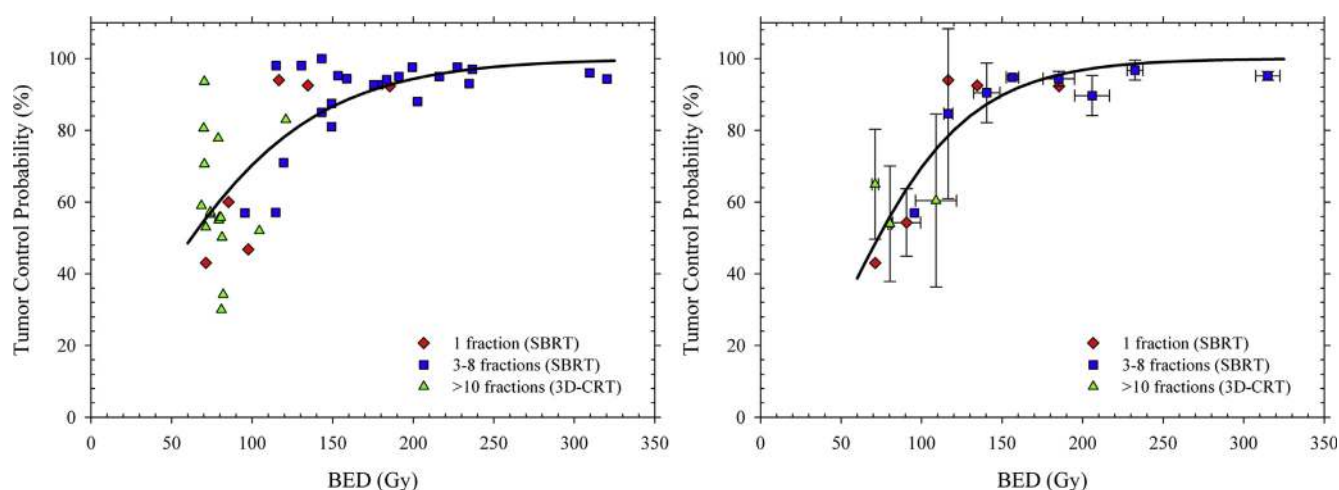 Tumor Control Probability (%)
100
80
60
40
20
0
1 fraction (SBRT)
3-8 fractions (SBRT)
>10 fractions (3D-CRT)
0 50 100 150 200 250 300 350
BED (Gy)
Tumor Control Probability (%)
100
80
60
40
20
0
1 fraction (SBRT)
3-8 fractions (SBRT)
>10 fractions (3D-CRT)
0 50 100 150 200 250 300 350
BED (Gy)